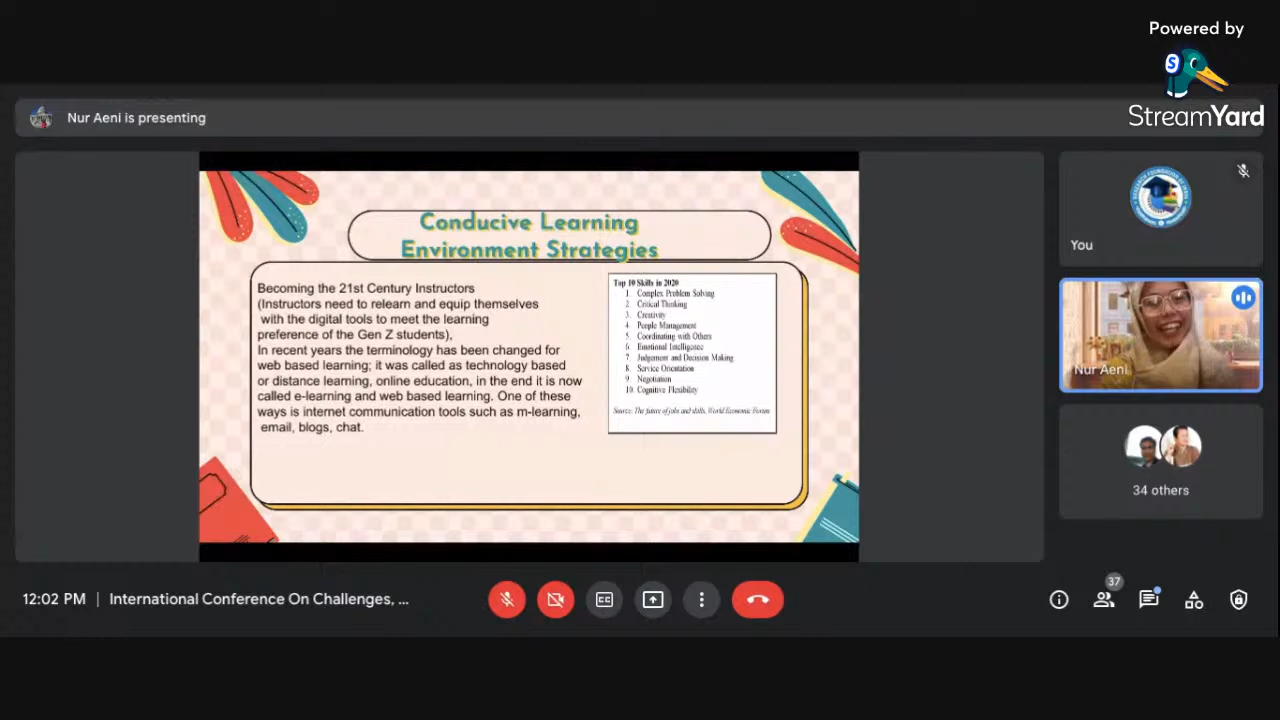 Powered by
StreamYard
Nur Aeni is presenting
Conducive Learning
Environment Strategies
Becoming the 21st Century Instructors
(Instructors need to relearn and equip themselves
with the digital tools to meet the learning
preference of the Gen Z students),
In recent years the terminology has been changed for
web based learning; it was called as technology based
or distance learning, online education, in the end it is now
called e-learning and web based learning. One of these
ways is internet communication tools such as m-learning,
email, blogs, chat.
Top 10 Skills in 2020
1. Complex Problem Solving
2. Critical Thinking
3. Creativity
4. People Management
5. Coordinating with Others
6. Emotional Intelligence
7. Judgement and Decision Making
8. Service Orientation
9. Negotiation
10. Cognitive Flexibility
Source: The future of jobs and skills, World Economic Forum
You
Nur Aeni
34 others
12:02 PM | International Conference On Challenges, ...
37